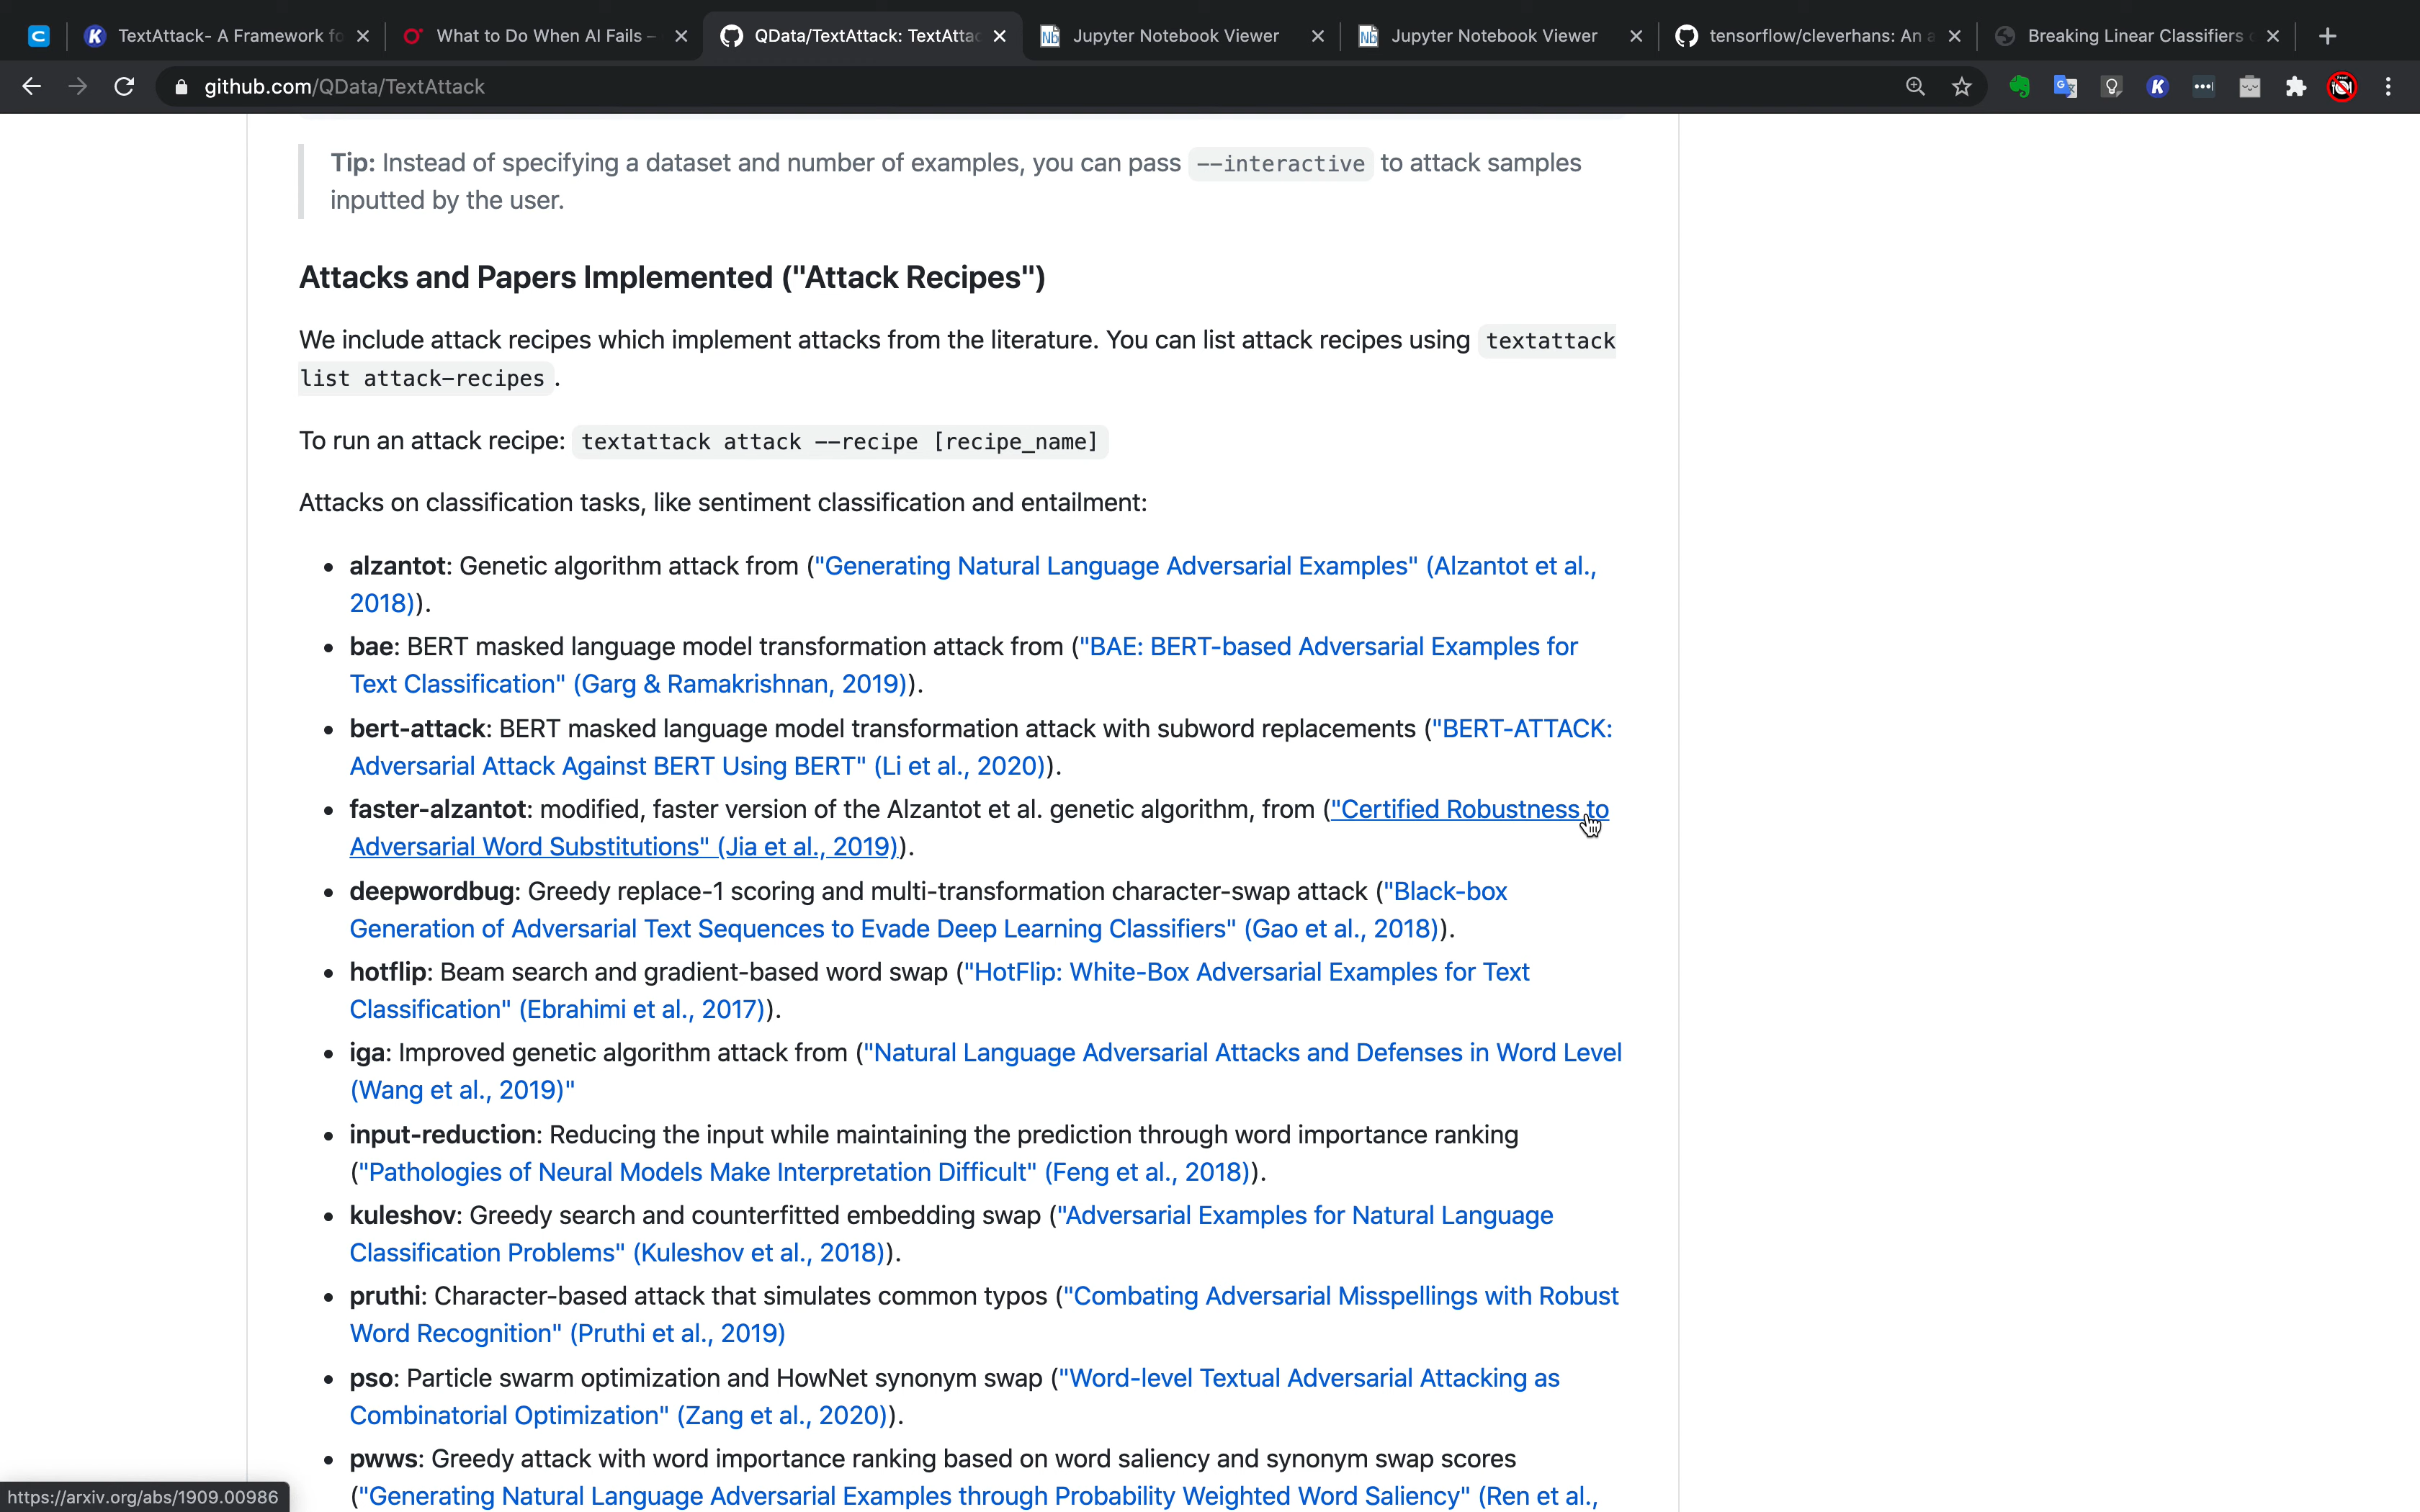 TextAttack- A Framework fo
What to Do When AI Fails –
QData/TextAttack: TextAttac
Jupyter Notebook Viewer
Jupyter Notebook Viewer
tensorflow/cleverhans: An a
Breaking Linear Classifiers o
github.com/QData/TextAttack
Tip: Instead of specifying a dataset and number of examples, you can pass --interactive to attack samples
inputted by the user.
Attacks and Papers Implemented ("Attack Recipes")
We include attack recipes which implement attacks from the literature. You can list attack recipes using textattack
list attack-recipes .
To run an attack recipe: textattack attack --recipe [recipe_name]
Attacks on classification tasks, like sentiment classification and entailment:
• alzantot: Genetic algorithm attack from ("Generating Natural Language Adversarial Examples" (Alzantot et al.,
2018)).
• bae: BERT masked language model transformation attack from ("BAE: BERT-based Adversarial Examples for
Text Classification" (Garg & Ramakrishnan, 2019)).
• bert-attack: BERT masked language model transformation attack with subword replacements ("BERT-ATTACK:
Adversarial Attack Against BERT Using BERT" (Li et al., 2020)).
• faster-alzantot: modified, faster version of the Alzantot et al. genetic algorithm, from ("Certified Robustness to
Adversarial Word Substitutions" (Jia et al., 2019)).
• deepwordbug: Greedy replace-1 scoring and multi-transformation character-swap attack ("Black-box
Generation of Adversarial Text Sequences to Evade Deep Learning Classifiers" (Gao et al., 2018)).
• hotflip: Beam search and gradient-based word swap ("HotFlip: White-Box Adversarial Examples for Text
Classification" (Ebrahimi et al., 2017)).
• iga: Improved genetic algorithm attack from ("Natural Language Adversarial Attacks and Defenses in Word Level
(Wang et al., 2019)"
• input-reduction: Reducing the input while maintaining the prediction through word importance ranking
("Pathologies of Neural Models Make Interpretation Difficult" (Feng et al., 2018)).
• kuleshov: Greedy search and counterfitted embedding swap ("Adversarial Examples for Natural Language
Classification Problems" (Kuleshov et al., 2018)).
• pruthi: Character-based attack that simulates common typos ("Combating Adversarial Misspellings with Robust
Word Recognition" (Pruthi et al., 2019)
• pso: Particle swarm optimization and HowNet synonym swap ("Word-level Textual Adversarial Attacking as
Combinatorial Optimization" (Zang et al., 2020)).
• pwws: Greedy attack with word importance ranking based on word saliency and synonym swap scores
("Generating Natural Language Adversarial Examples through Probability Weighted Word Saliency" (Ren et al.,
https://arxiv.org/abs/1909.00986